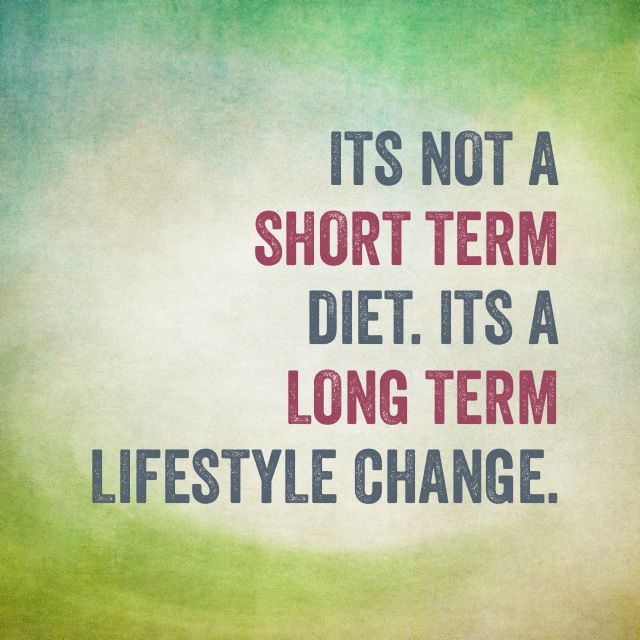 ITS NOT A
SHORT TERM
DIET. ITS A
LONG TERM
LIFESTYLE CHANGE.